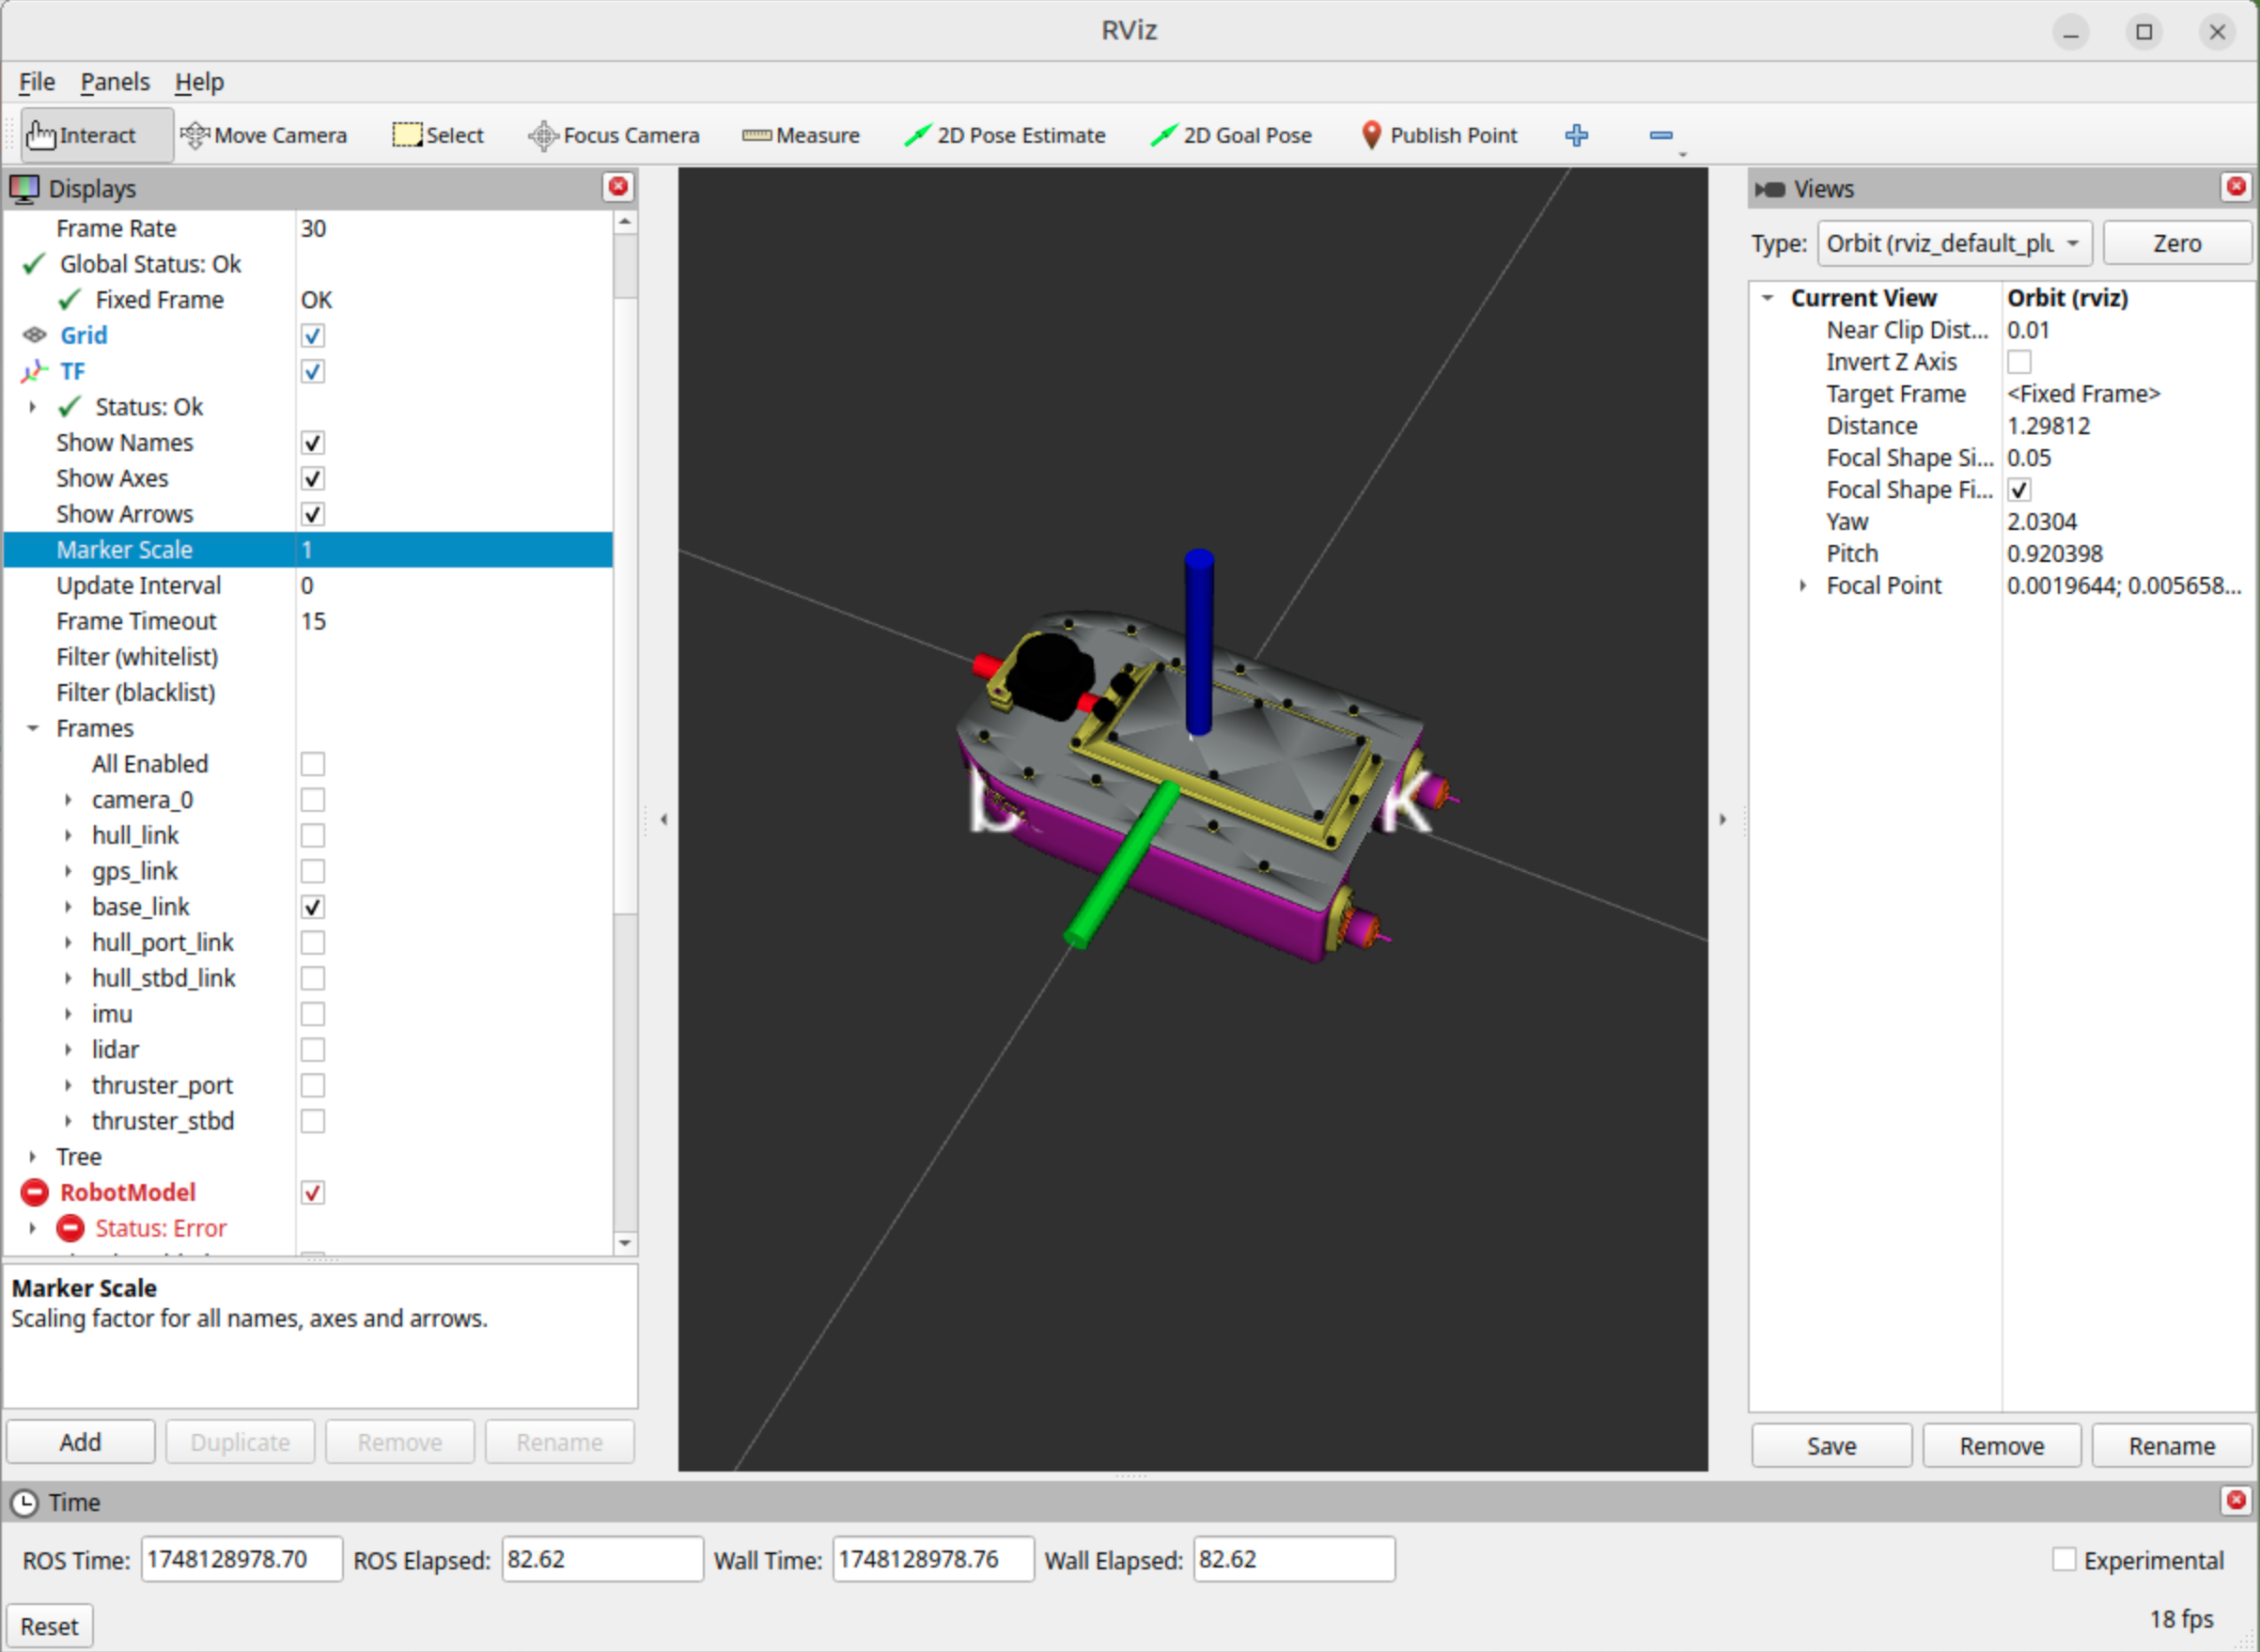 RViz
File Panels Help
Interact Move Camera Select Focus Camera Measure 2D Pose Estimate 2D Goal Pose Publish Point
Displays
Frame Rate 30
Global Status: Ok
Fixed Frame OK
Grid
TF
Status: Ok
Show Names
Show Axes
Show Arrows
Marker Scale 1
Update Interval 0
Frame Timeout 15
Filter (whitelist)
Filter (blacklist)
Frames
All Enabled
camera_0
hull_link
gps_link
base_link
hull_port_link
hull_stbd_link
imu
lidar
thruster_port
thruster_stbd
Tree
RobotModel
Status: Error
Marker Scale
Scaling factor for all names, axes and arrows.
Add Duplicate Remove Rename
b k
Views
Type: Orbit (rviz_default_plu Zero
Current View Orbit (rviz)
Near Clip Dist... 0.01
Invert Z Axis
Target Frame <Fixed Frame>
Distance 1.29812
Focal Shape Si... 0.05
Focal Shape Fi...
Yaw 2.0304
Pitch 0.920398
Focal Point 0.0019644; 0.005658...
Save Remove Rename
Time
ROS Time: 1748128978.70 ROS Elapsed: 82.62 Wall Time: 1748128978.76 Wall Elapsed: 82.62 Experimental
Reset 18 fps